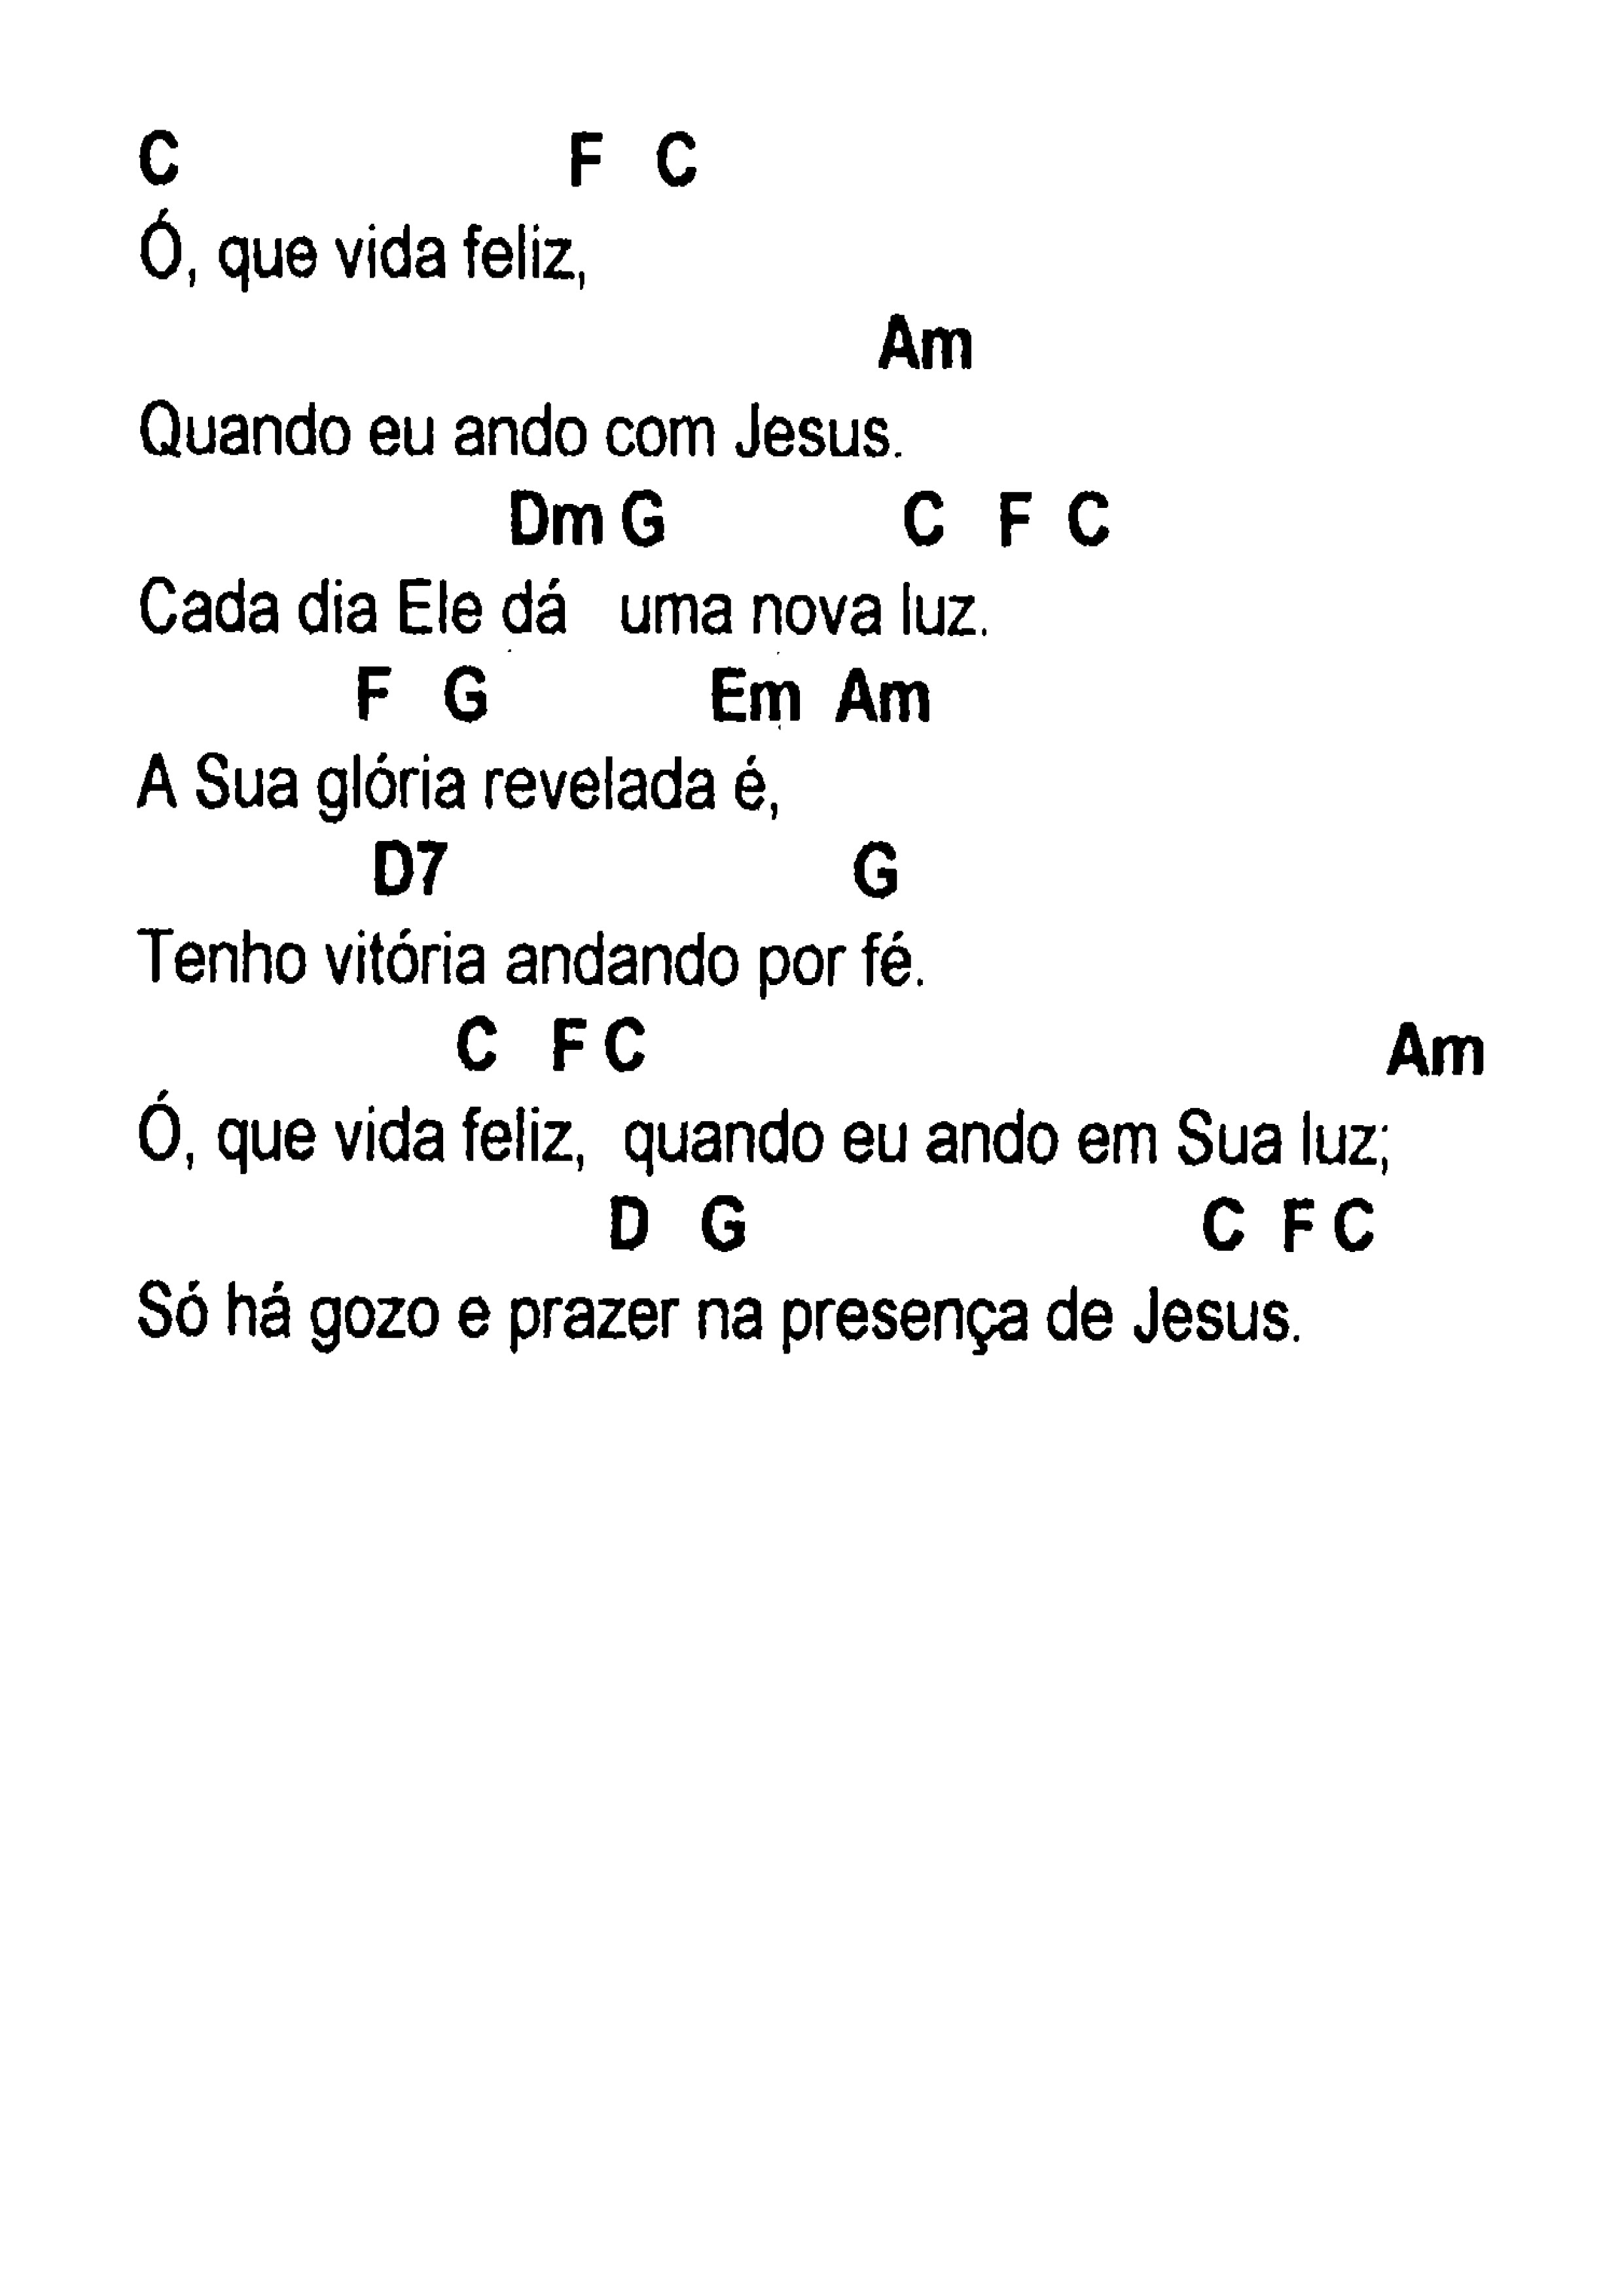 C F C
Ó, que vida feliz,
Am
Quando eu ando com Jesus.
Dm G C F C
Cada dia Ele dá uma nova luz.
F G Em Am
A Sua glória revelada é,
D7 G
Tenho vitória andando por fé.
C F C Am
Ó, que vida feliz, quando eu ando em Sua luz;
D G C F C
Só há gozo e prazer na presença de Jesus.